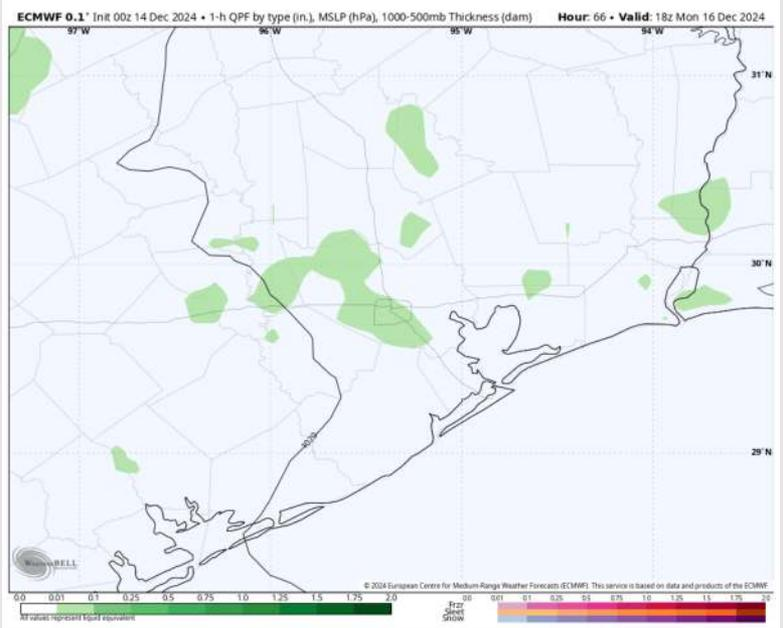 ECMWF 0.1° Init 00z 14 Dec 2024 • 1-h QPF by type (in.), MSLP (hPa), 1000-500mb Thickness (dam) Hour: 66 • Valid: 18z Mon 16 Dec 2024
97°W 96°W 95°W 94°W
31°N
30°N
1020
29°N
WeatherBELL
© 2024 European Centre for Medium-Range Weather Forecasts (ECMWF). This service is based on data and products of the ECMWF
0.0 0.01 0.1 0.25 0.5 0.75 1.0 1.25 1.5 1.75 2.0 0.0 0.01 0.1 0.25 0.5 0.75 1.0 1.25 1.5 1.75 2.0
Frzr
Sleet
Snow
All values represent liquid equivalent